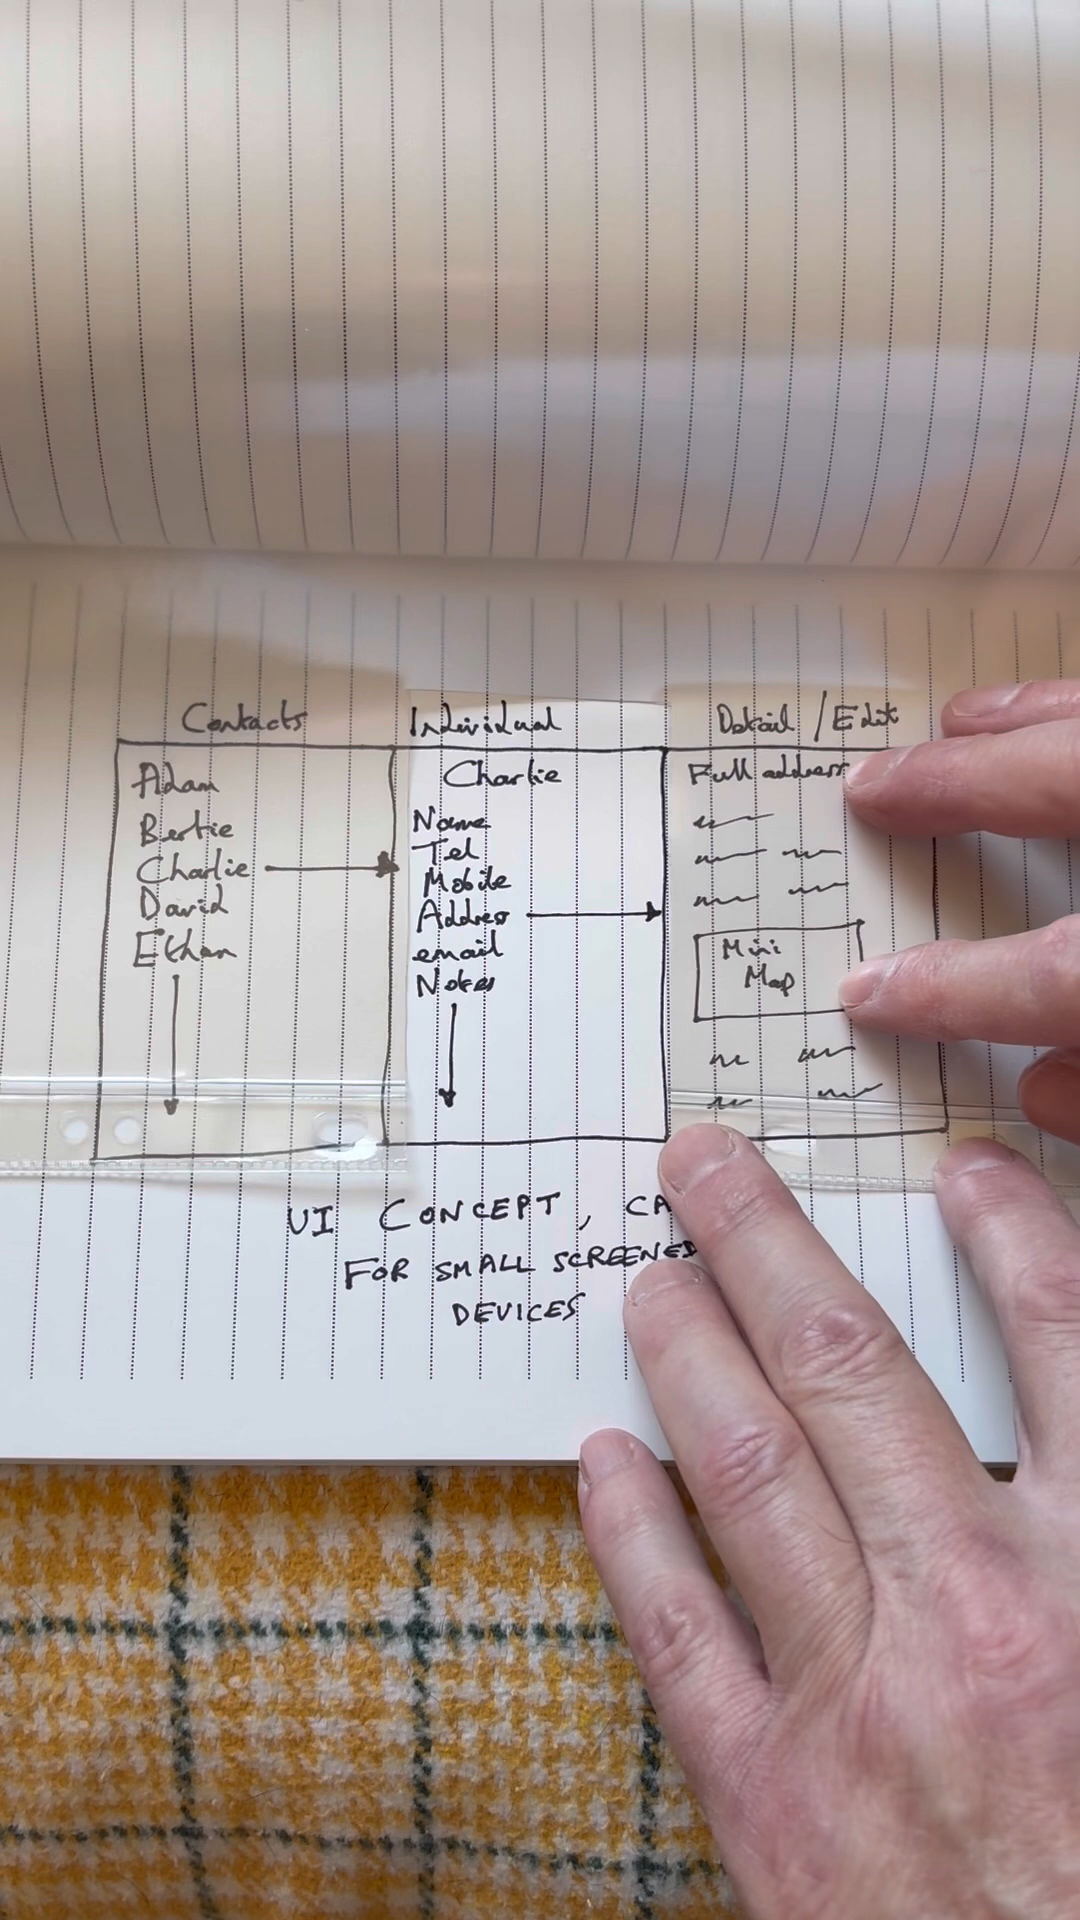 Contacts
Adam
Bertie
Charlie
David
Ethan
Individual
Charlie
Name
Tel
Mobile
Address
email
Notes
Detail / Edit
Full address
Mini
Map
UI CONCEPT,
FOR SMALL SCREENED
DEVICES